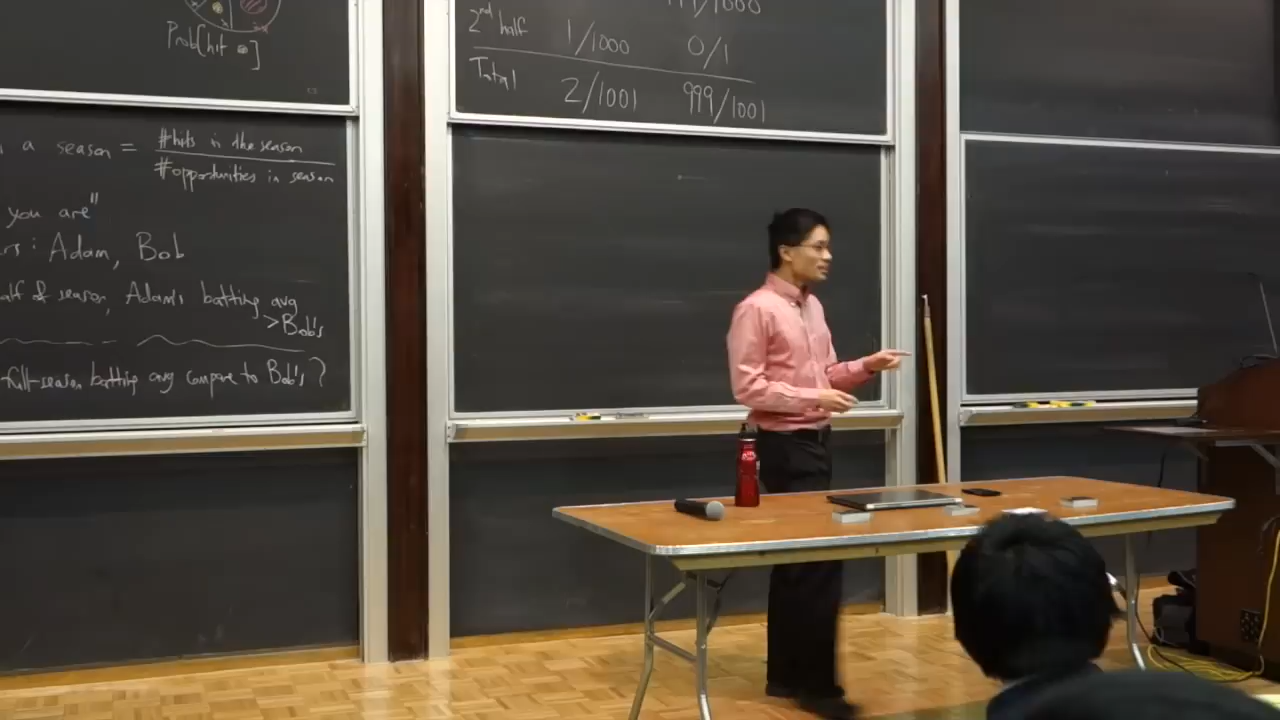 Prob[hit ]
a season = #hits in the season
#opportunities in season
you are"
: Adam, Bob
of season, Adam's batting avg
>Bob's
full-season batting avg compare to Bob's?
/1000
2nd half 1/1000 0/1
Total 2/1001 999/1001